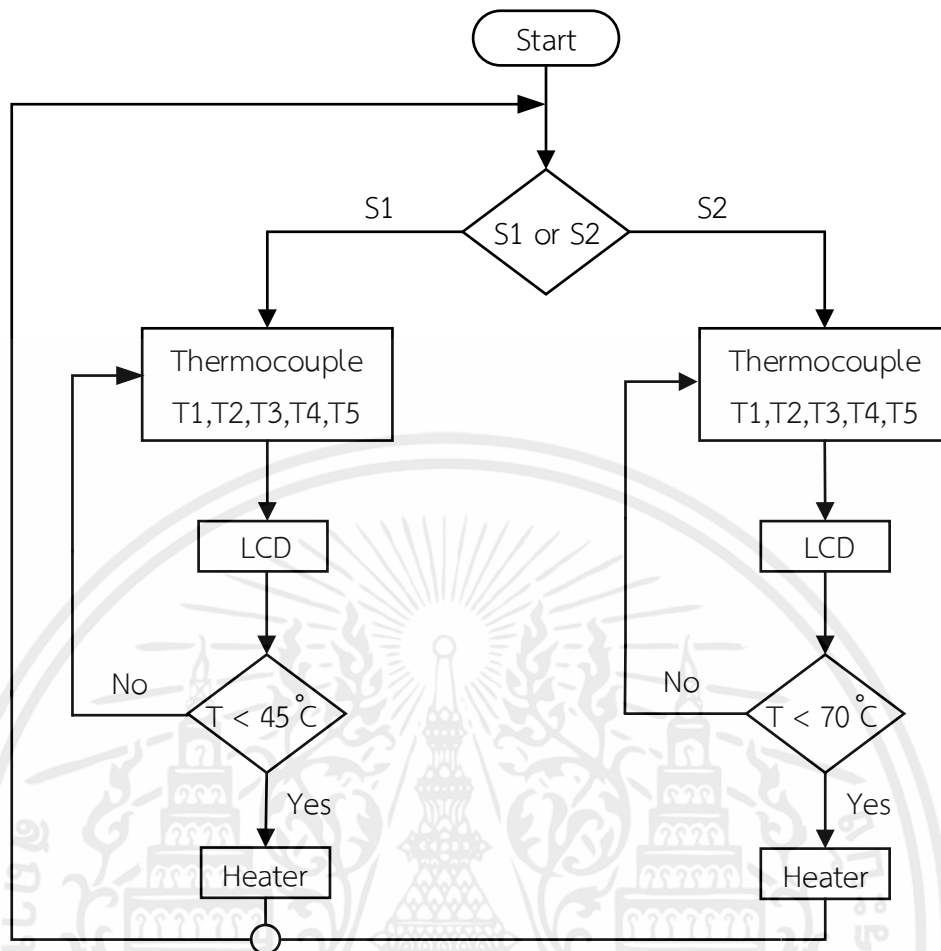 Start
S1
S1 or S2
S2
Thermocouple
T1,T2,T3,T4,T5
Thermocouple
T1,T2,T3,T4,T5
LCD
LCD
No
T < 45 °C
No
T < 70 °C
Yes
Yes
Heater
Heater